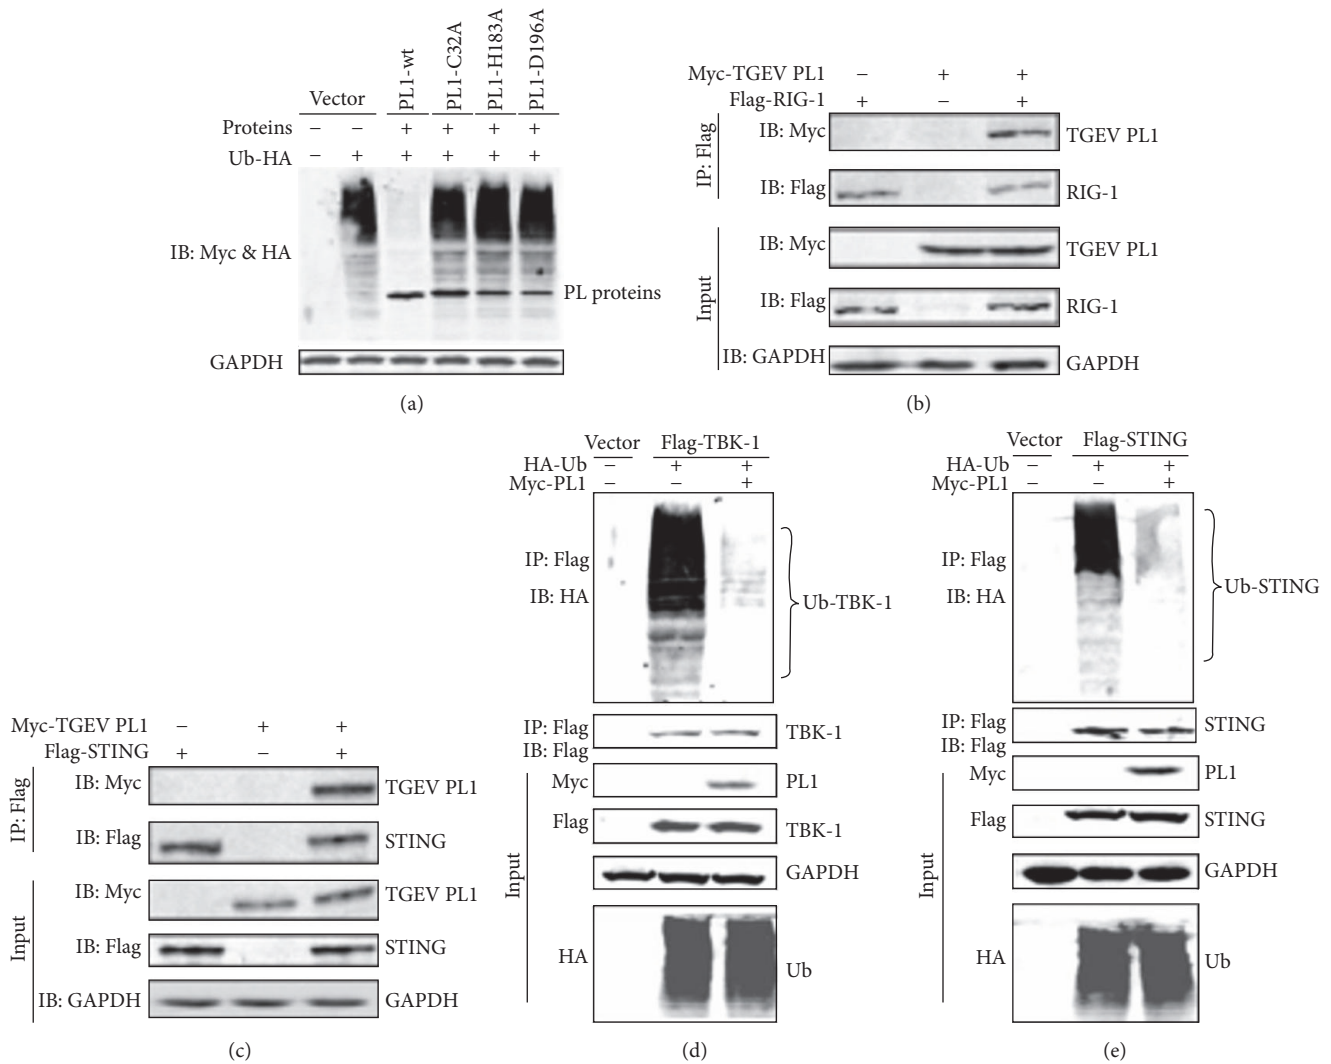 Vector
PL1-wt
PL1-C32A
PL1-H183A
PL1-D196A
Proteins – – + + + +
Ub-HA – + + + + +
IB: Myc & HA
PL proteins
GAPDH
(a)
Myc-TGEV PL1 – + +
Flag-RIG-1 + – +
IP: Flag
IB: Myc TGEV PL1
IB: Flag RIG-1
Input
IB: Myc TGEV PL1
IB: Flag RIG-1
IB: GAPDH GAPDH
(b)
Myc-TGEV PL1 – + +
Flag-STING + – +
IP: Flag
IB: Myc TGEV PL1
IB: Flag STING
Input
IB: Myc TGEV PL1
IB: Flag STING
IB: GAPDH GAPDH
(c)
Vector Flag-TBK-1
HA-Ub – + +
Myc-PL1 – – +
IP: Flag
IB: HA
Ub-TBK-1
IP: Flag
IB: Flag
TBK-1
Input
Myc PL1
Flag TBK-1
GAPDH
HA Ub
(d)
Vector Flag-STING
HA-Ub – + +
Myc-PL1 – – +
IP: Flag
IB: HA
Ub-STING
IP: Flag
IB: Flag
STING
Input
Myc PL1
Flag STING
GAPDH
HA Ub
(e)